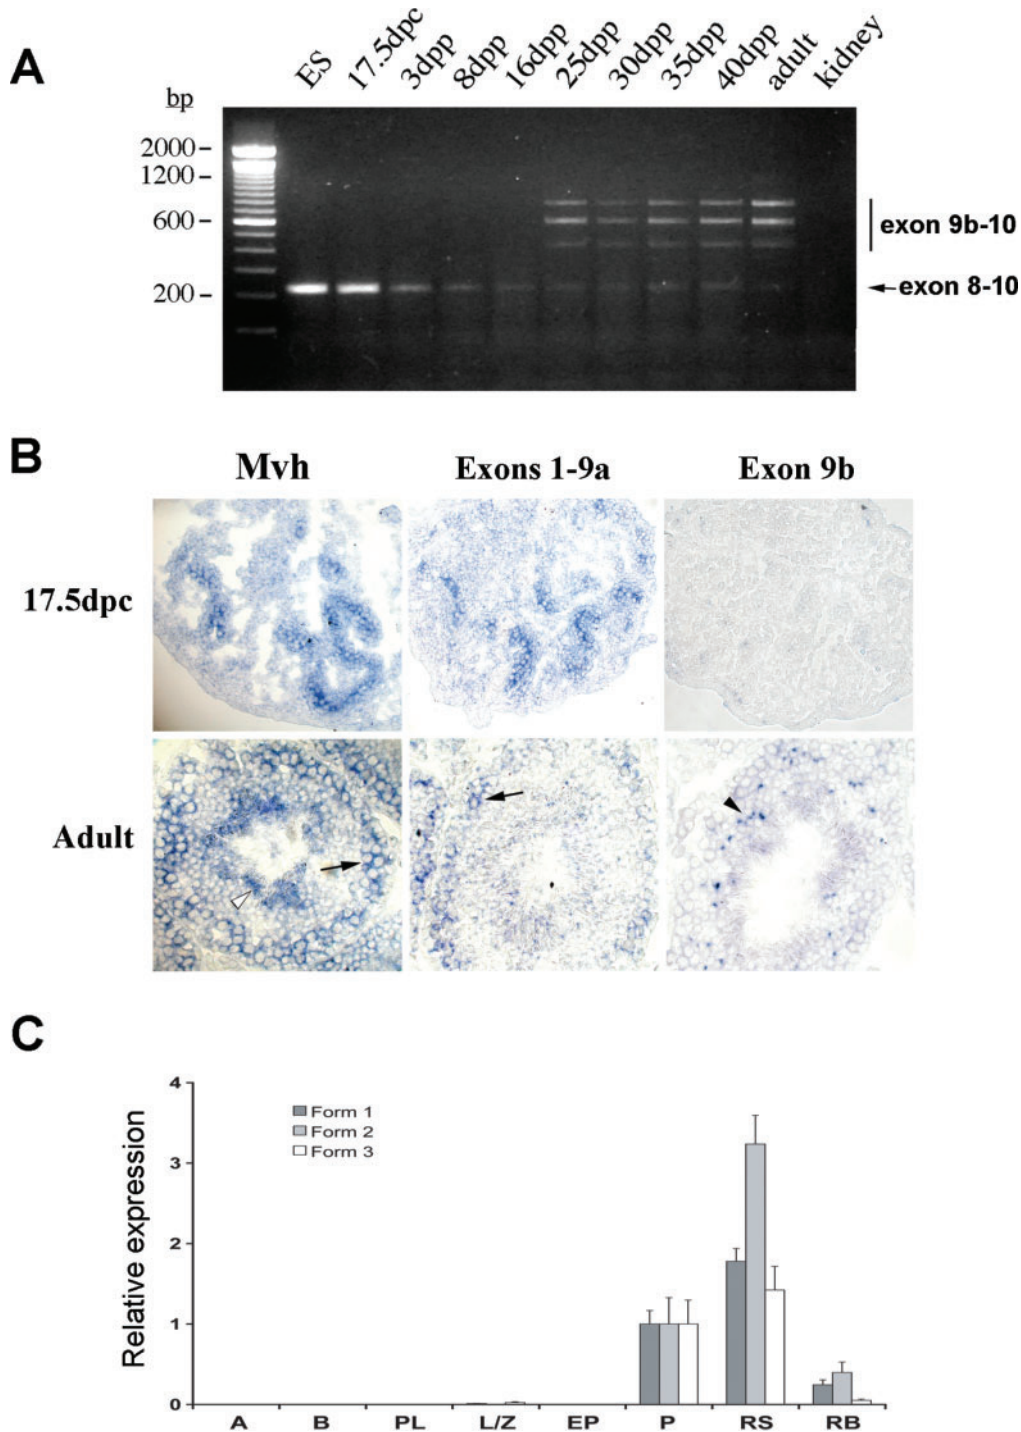 A
ES 17.5dpc 3dpp 8dpp 16dpp 25dpp 30dpp 35dpp 40dpp adult kidney
bp
2000
1200
600
200
exon 9b-10
exon 8-10
B
Mvh Exons 1-9a Exon 9b
17.5dpc
Adult
C
Relative expression
4
3
2
1
0
Form 1
Form 2
Form 3
A B PL L/Z EP P RS RB